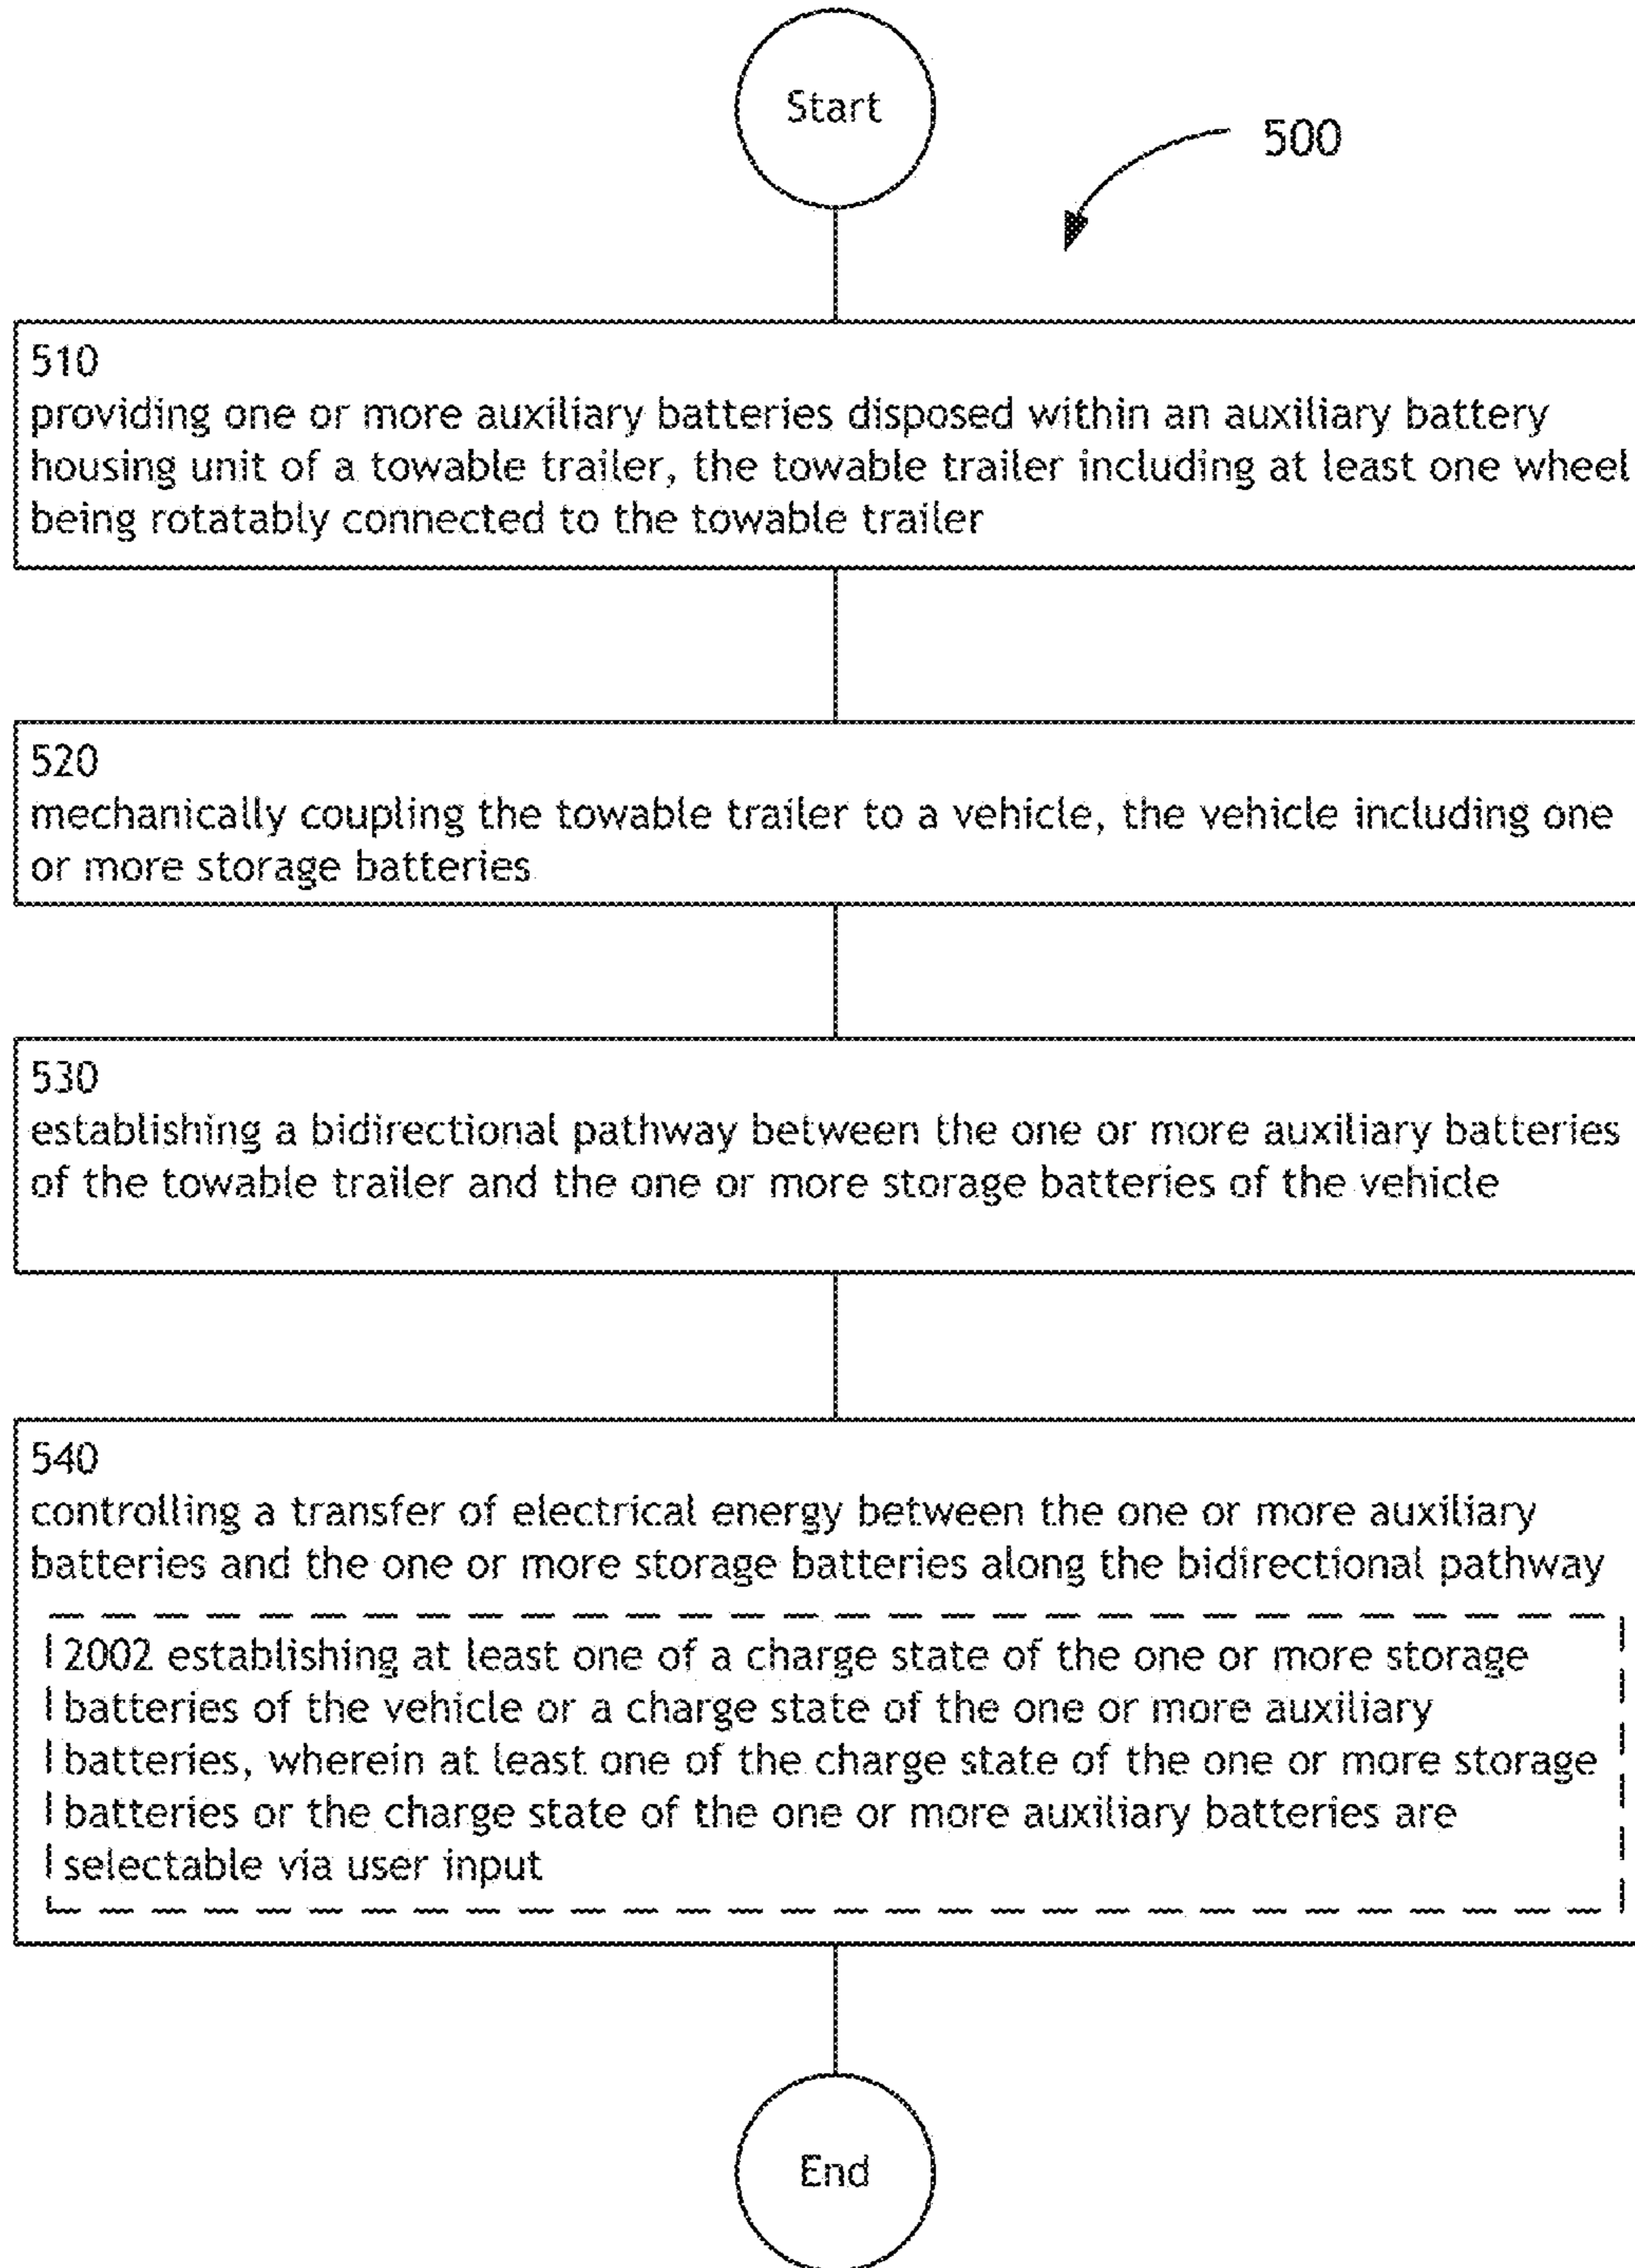 Start
500
510
providing one or more auxiliary batteries disposed within an auxiliary battery
housing unit of a towable trailer, the towable trailer including at least one wheel
being rotatably connected to the towable trailer
520
mechanically coupling the towable trailer to a vehicle, the vehicle including one
or more storage batteries
530
establishing a bidirectional pathway between the one or more auxiliary batteries
of the towable trailer and the one or more storage batteries of the vehicle
540
controlling a transfer of electrical energy between the one or more auxiliary
batteries and the one or more storage batteries along the bidirectional pathway
2002 establishing at least one of a charge state of the one or more storage
batteries of the vehicle or a charge state of the one or more auxiliary
batteries, wherein at least one of the charge state of the one or more storage
batteries or the charge state of the one or more auxiliary batteries are
selectable via user input
End